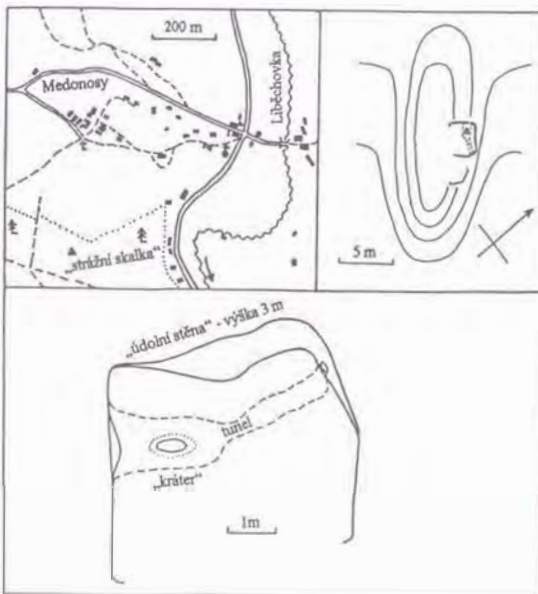 200 m
Medonosy
Liběchovka
„strážní skalka“
5 m
„údolní stěna“ - výška 3 m
tunel
„kráter“
1m